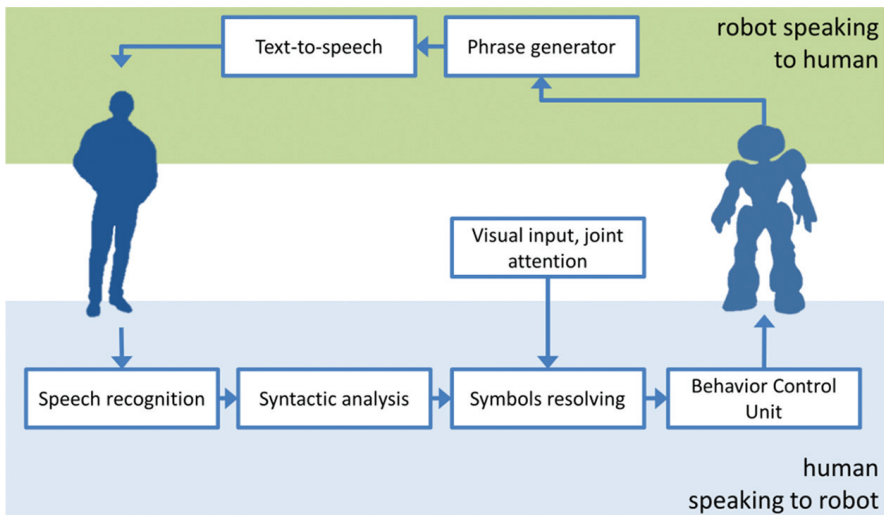 Text-to-speech
Phrase generator
robot speaking
to human
Visual input, joint
attention
Speech recognition
Syntactic analysis
Symbols resolving
Behavior Control
Unit
human
speaking to robot